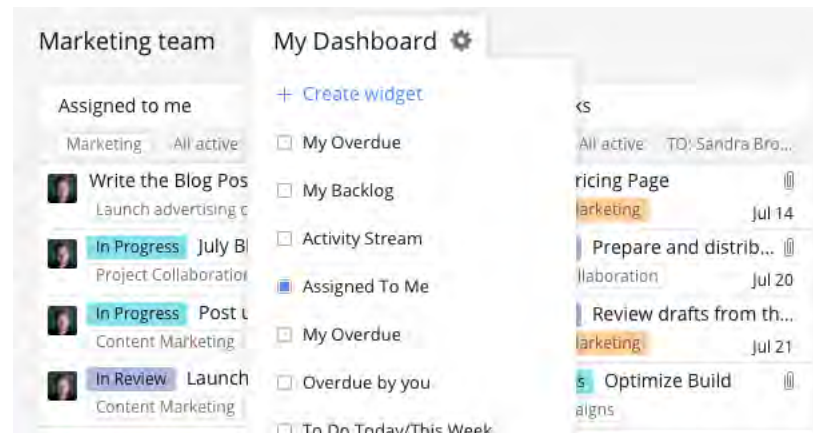 Marketing team
My Dashboard
Assigned to me
Marketing
All active
Write the Blog Pos
Launch advertising c
In Progress July Bl
Project Collaboration
In Progress Post u
Content Marketing
In Review Launch
Content Marketing
+ Create widget
My Overdue
My Backlog
Activity Stream
Assigned To Me
My Overdue
Overdue by you
To Do Today/This Week
ks
All active TO: Sandra Bro...
ricing Page
arketing Jul 14
Prepare and distrib...
llaboration Jul 20
Review drafts from th...
arketing Jul 21
s Optimize Build
aigns